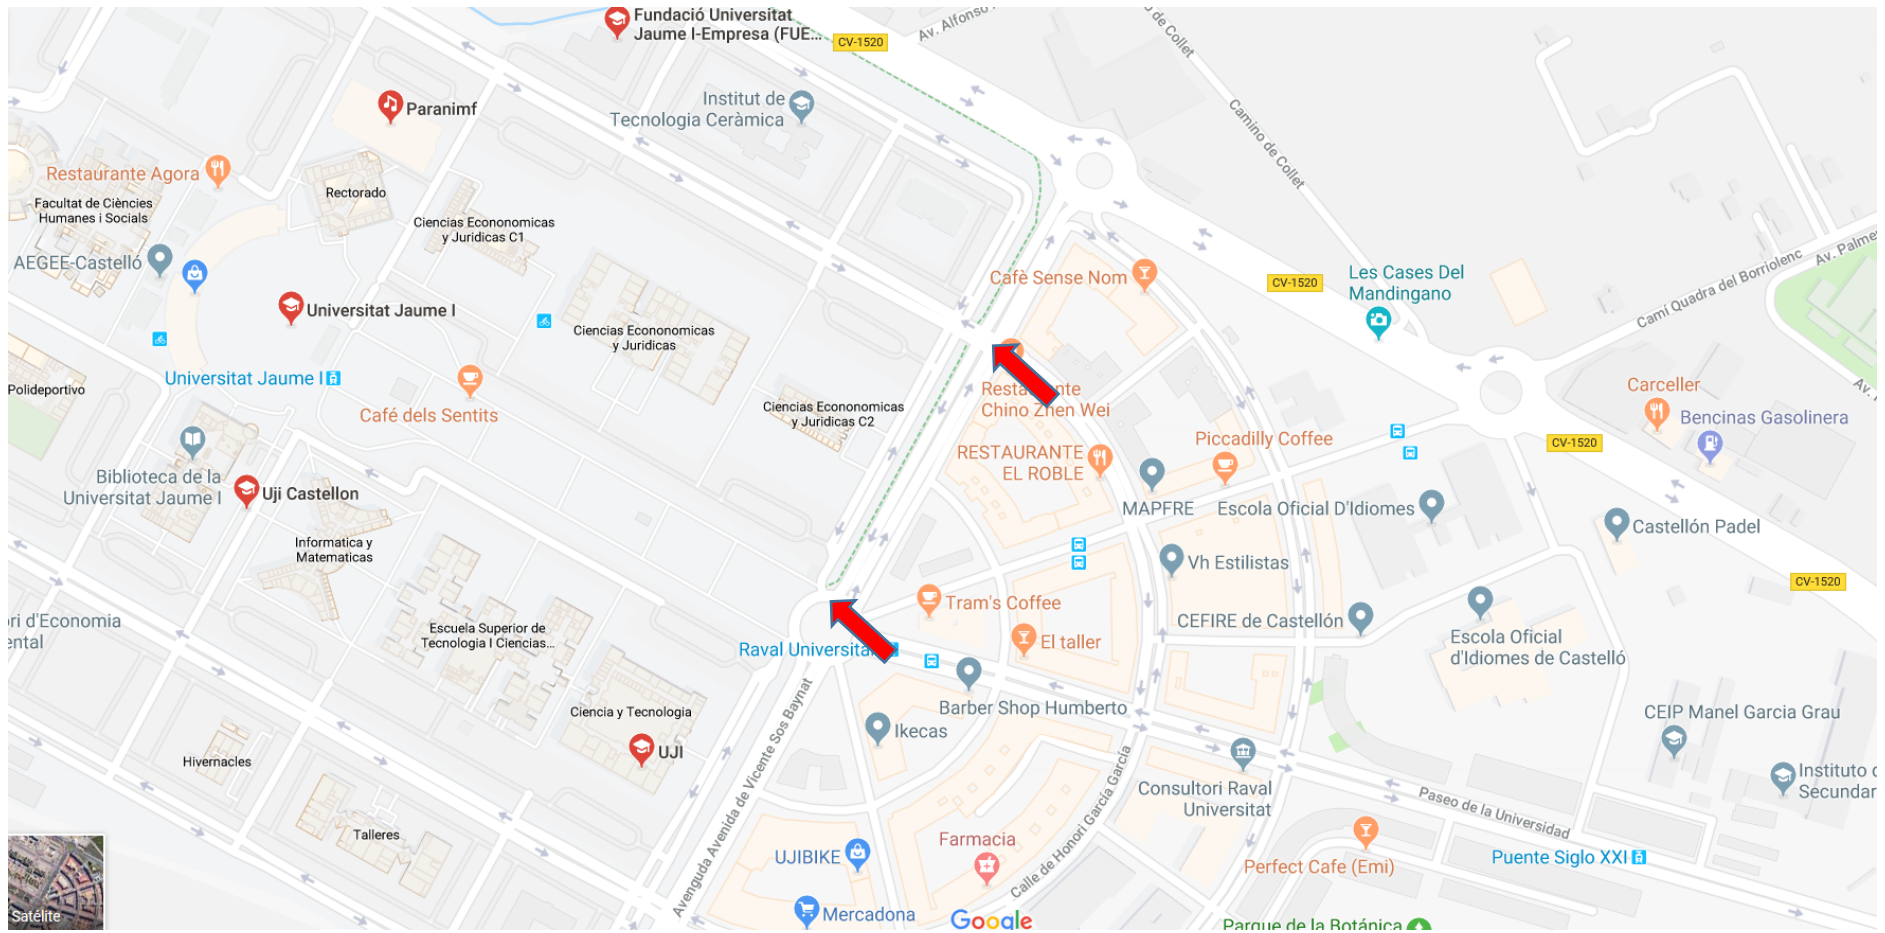 Fundació Universitat
Jaume I-Empresa (FUE...
CV-1520
Av. Alfonso
de Collet
Paranimf
Institut de
Tecnologia Ceràmica
Camino de Collet
Restaurante Agora
Rectorado
Facultat de Ciències
Humanes i Socials
Ciencias Econonomicas
y Juridicas C1
AEGEE-Castelló
Cafè Sense Nom
CV-1520
Les Cases Del
Mandingano
Camí Quadra del Borriolenc
Av. Palme
Universitat Jaume I
Ciencias Econonomicas
y Juridicas
Universitat Jaume I
Polideportivo
Café dels Sentits
Ciencias Econonomicas
y Juridicas C2
Restaurante
Chino Zhen Wei
Carceller
Bencinas Gasolinera
Av.
CV-1520
RESTAURANTE
EL ROBLE
Piccadilly Coffee
MAPFRE
Escola Oficial D'Idiomes
Biblioteca de la
Universitat Jaume I
Uji Castellon
Castellón Padel
Informatica y
Matematicas
Vh Estilistas
CV-1520
Tram's Coffee
ori d'Economia
ental
Escuela Superior de
Tecnologia I Ciencias...
CEFIRE de Castellón
El taller
Escola Oficial
d'Idiomes de Castelló
Raval Universita
Barber Shop Humberto
Ciencia y Tecnologia
CEIP Manel Garcia Grau
Ikecas
UJI
Hivernacles
Avenguda Avenida de Vicente Sos Baynat
Calle de Honori García García
Consultori Raval
Universitat
Instituto
Secundar
Paseo de la Universidad
Talleres
Farmacia
UJIBIKE
Perfect Cafe (Emi)
Puente Siglo XXI
Satélite
Mercadona
Google
Parque de la Botánica